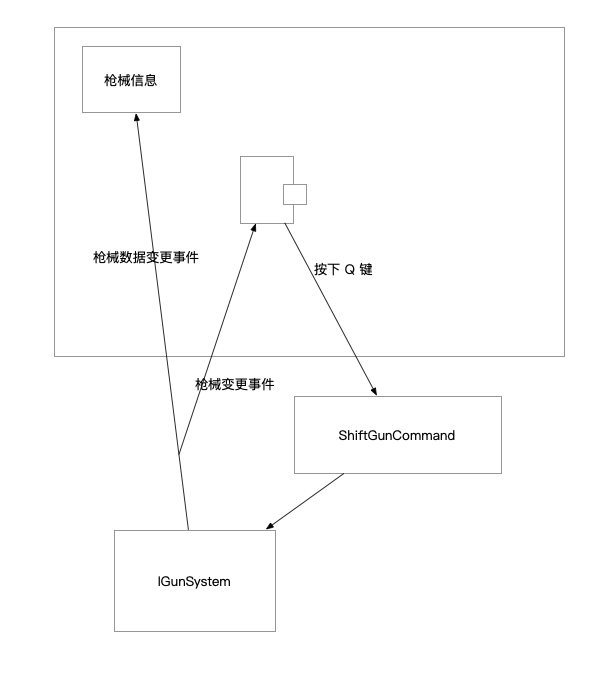 枪械信息
枪械数据变更事件
按下 Q 键
枪械变更事件
ShiftGunCommand
IGunSystem